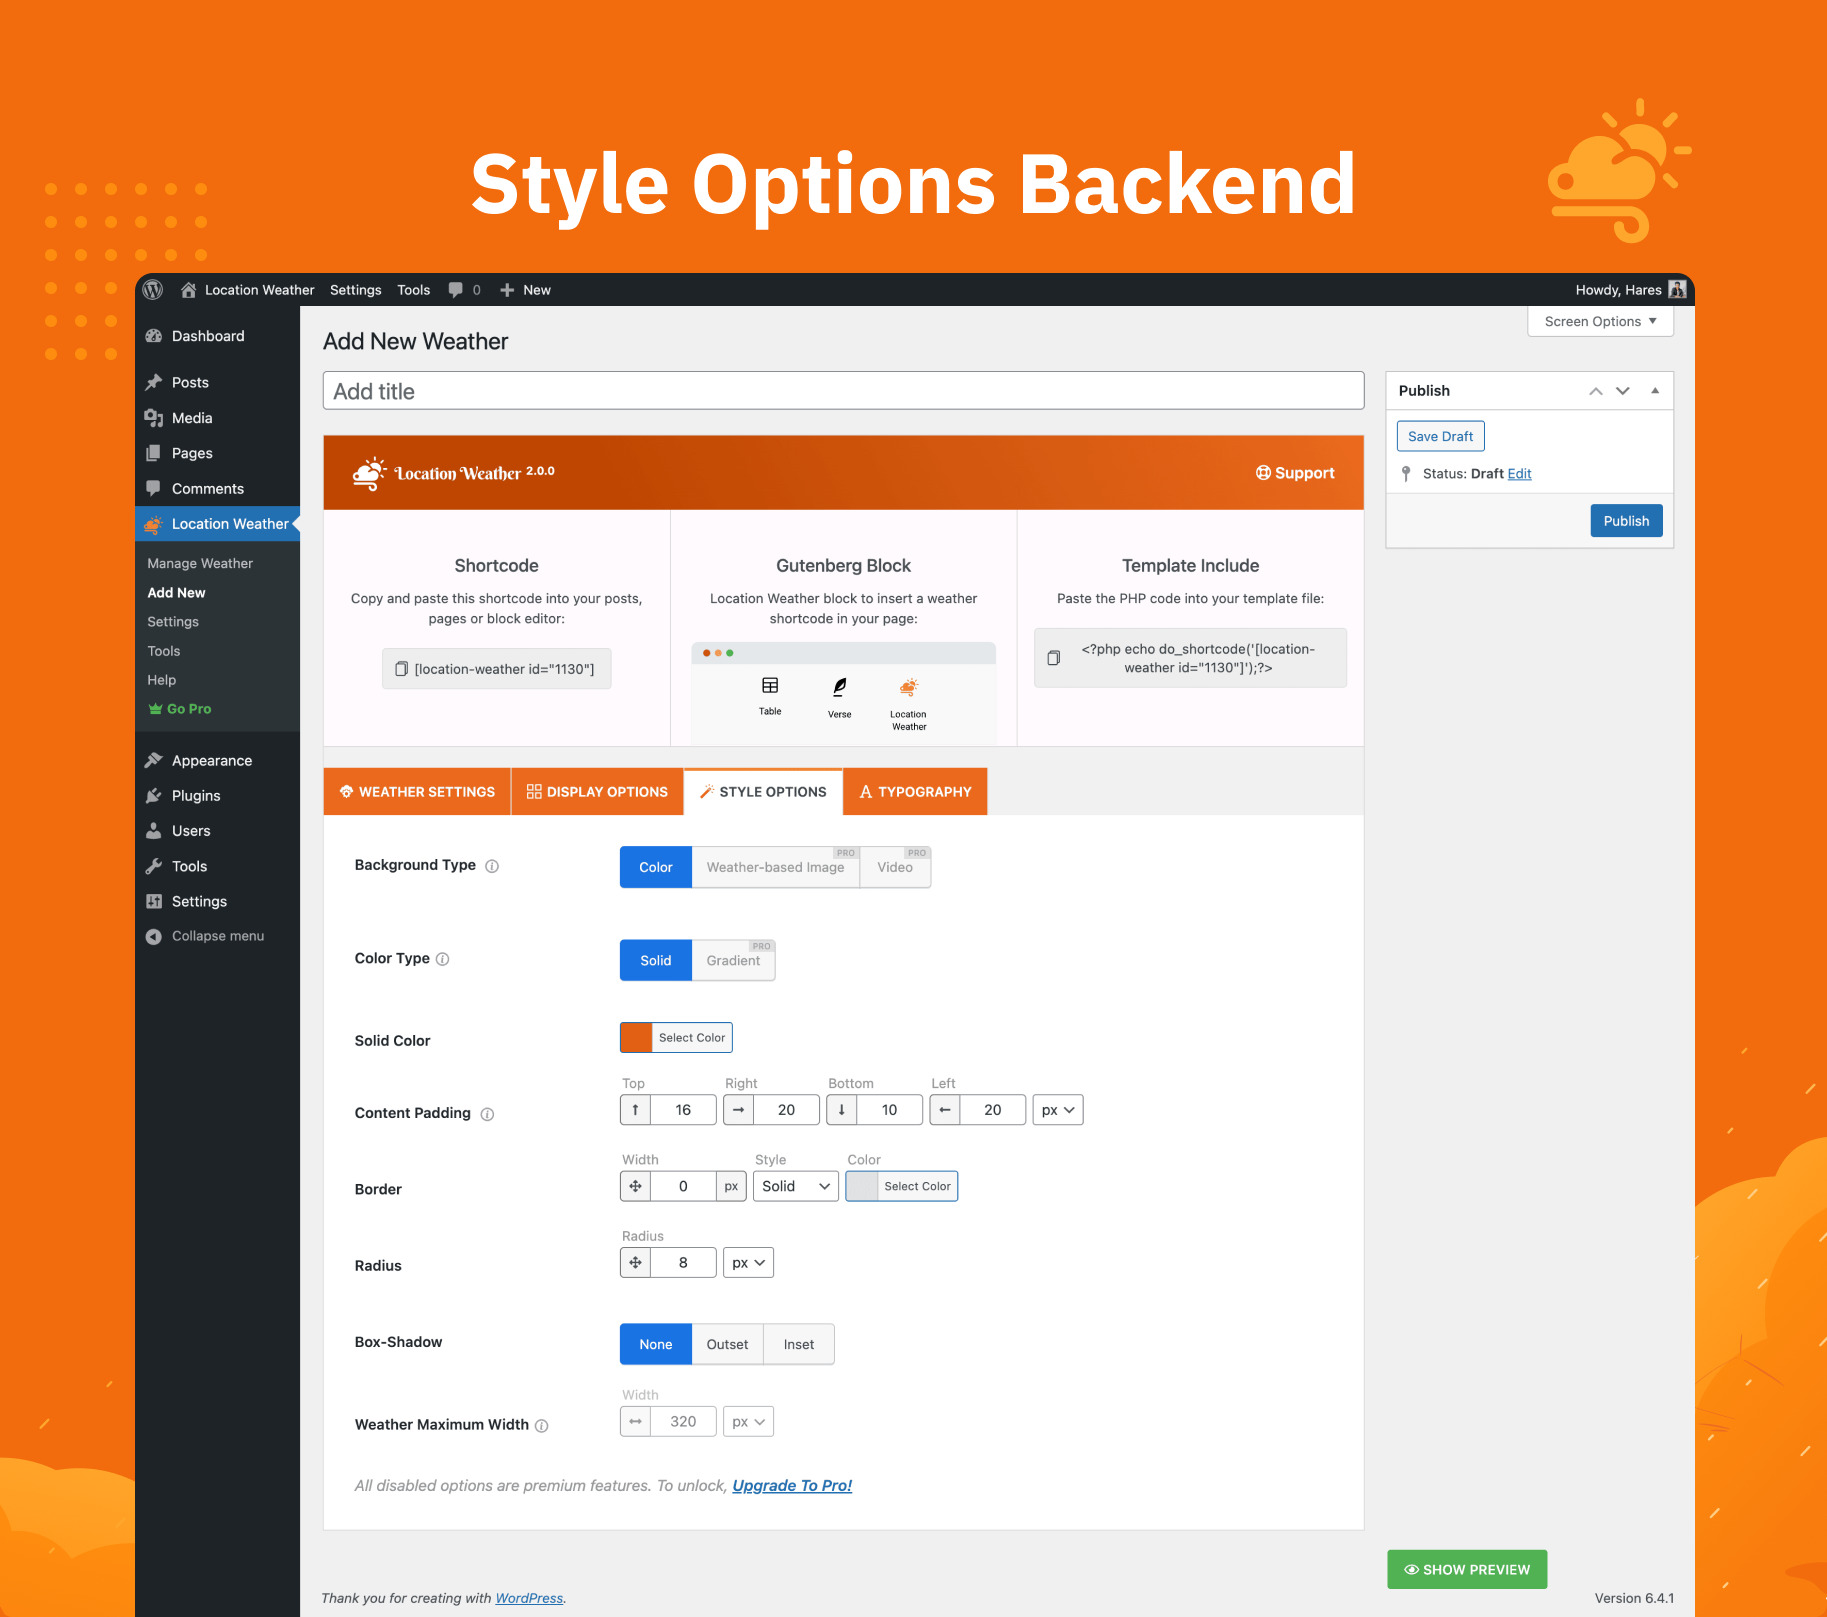 Style Options Backend
Location Weather Settings Tools 0 New
Howdy, Hares
Dashboard
Posts
Media
Pages
Comments
Location Weather
Manage Weather
Add New
Settings
Tools
Help
Go Pro
Appearance
Plugins
Users
Tools
Settings
Collapse menu
Screen Options
Add New Weather
Add title
Publish
Save Draft
Status: Draft Edit
Publish
Location Weather 2.0.0
Support
Shortcode
Copy and paste this shortcode into your posts,
pages or block editor:
[location-weather id="1130"]
Gutenberg Block
Location Weather block to insert a weather
shortcode in your page:
Table
Verse
Location
Weather
Template Include
Paste the PHP code into your template file:
<?php echo do_shortcode('[location-
weather id="1130"]');?>
WEATHER SETTINGS
DISPLAY OPTIONS
STYLE OPTIONS
TYPOGRAPHY
Background Type
Color
Weather-based Image PRO
Video PRO
Color Type
Solid
Gradient PRO
Solid Color
Select Color
Content Padding
Top Right Bottom Left
16 20 10 20 px
Border
Width Style Color
0 px Solid Select Color
Radius
Radius
8 px
Box-Shadow
None Outset Inset
Weather Maximum Width
Width
320 px
All disabled options are premium features. To unlock, Upgrade To Pro!
SHOW PREVIEW
Thank you for creating with WordPress.
Version 6.4.1